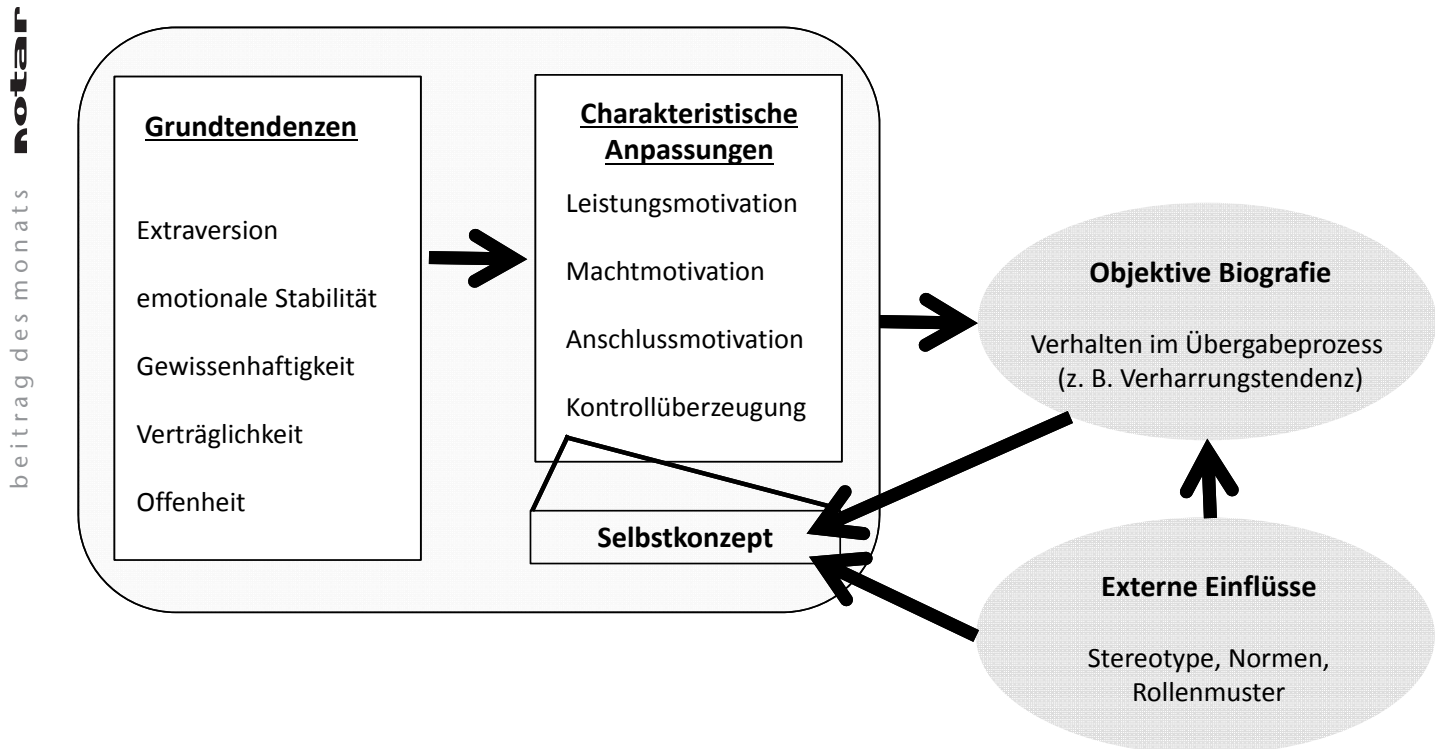 beitrag des monats notar
Grundtendenzen
Extraversion
emotionale Stabilität
Gewissenhaftigkeit
Verträglichkeit
Offenheit
Charakteristische
Anpassungen
Leistungsmotivation
Machtmotivation
Anschlussmotivation
Kontrollüberzeugung
Selbstkonzept
Objektive Biografie
Verhalten im Übergabeprozess
(z. B. Verharrungstendenz)
Externe Einflüsse
Stereotype, Normen,
Rollenmuster